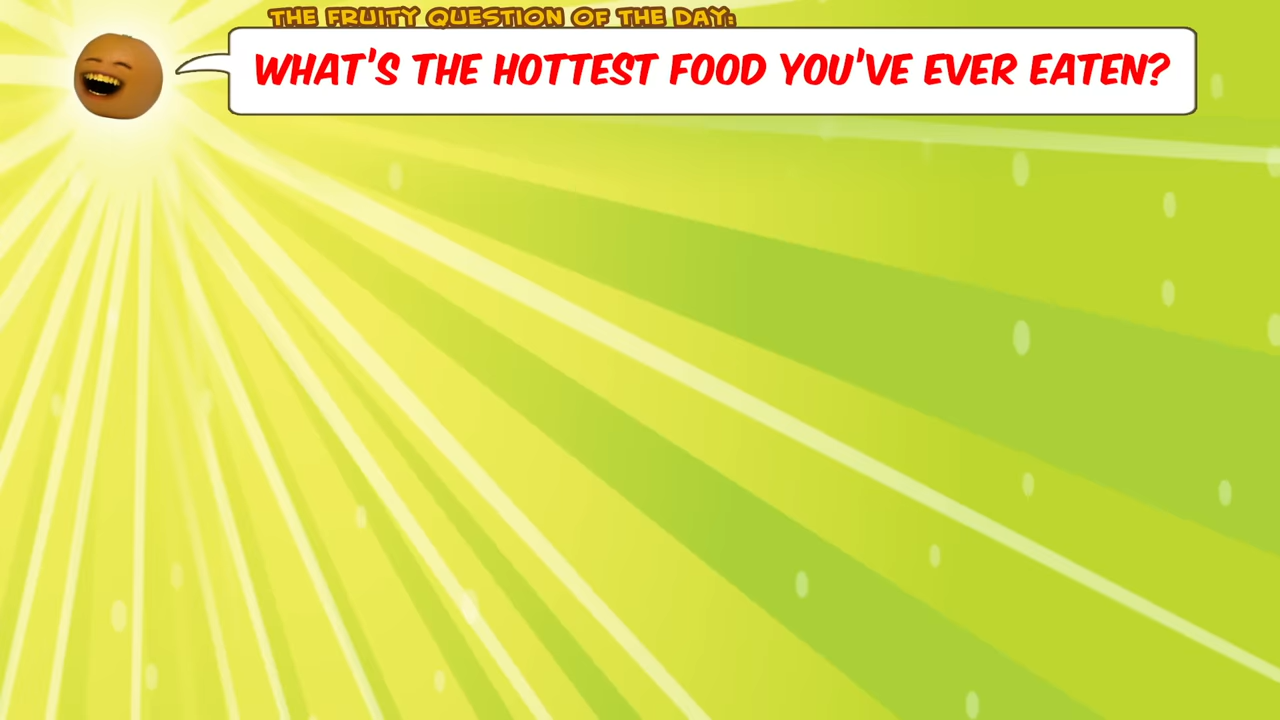 THE FRUITY QUESTION OF THE DAY:
WHAT'S THE HOTTEST FOOD YOU'VE EVER EATEN?